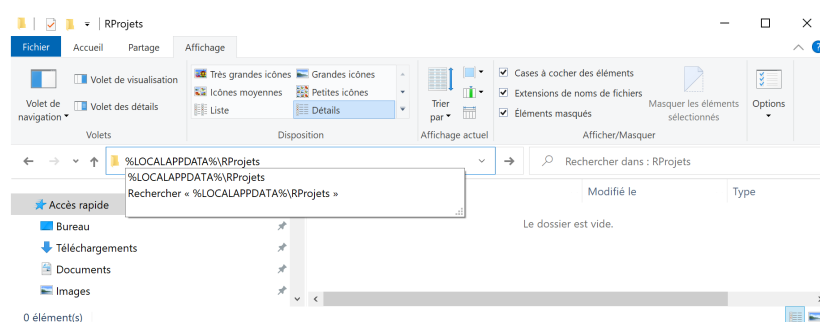 RProjets
Fichier Accueil Partage Affichage
Volet de navigation
Volet de visualisation
Volet des détails
Volets
Très grandes icônes Grandes icônes
Icônes moyennes Petites icônes
Liste Détails
Disposition
Trier par
Affichage actuel
Cases à cocher des éléments
Extensions de noms de fichiers
Éléments masqués
Masquer les éléments sélectionnés
Afficher/Masquer
Options
%LOCALAPPDATA%\RProjets
Rechercher dans : RProjets
%LOCALAPPDATA%\RProjets
Rechercher « %LOCALAPPDATA%\RProjets »
Modifié le Type
Accès rapide
Le dossier est vide.
Bureau
Téléchargements
Documents
Images
0 élément(s)